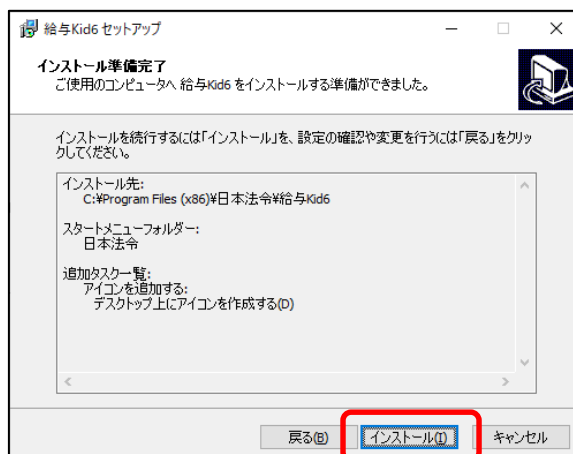 給与Kid6 セットアップ
インストール準備完了
ご使用のコンピュータへ 給与Kid6 をインストールする準備ができました。
インストールを続行するには「インストール」を、設定の確認や変更を行うには「戻る」をクリッ
クしてください。
インストール先:
C:¥Program Files (x86)¥日本法令¥給与Kid6
スタートメニューフォルダー:
日本法令
追加タスク一覧:
アイコンを追加する:
デスクトップ上にアイコンを作成する(D)
戻る(B) インストール(I) キャンセル